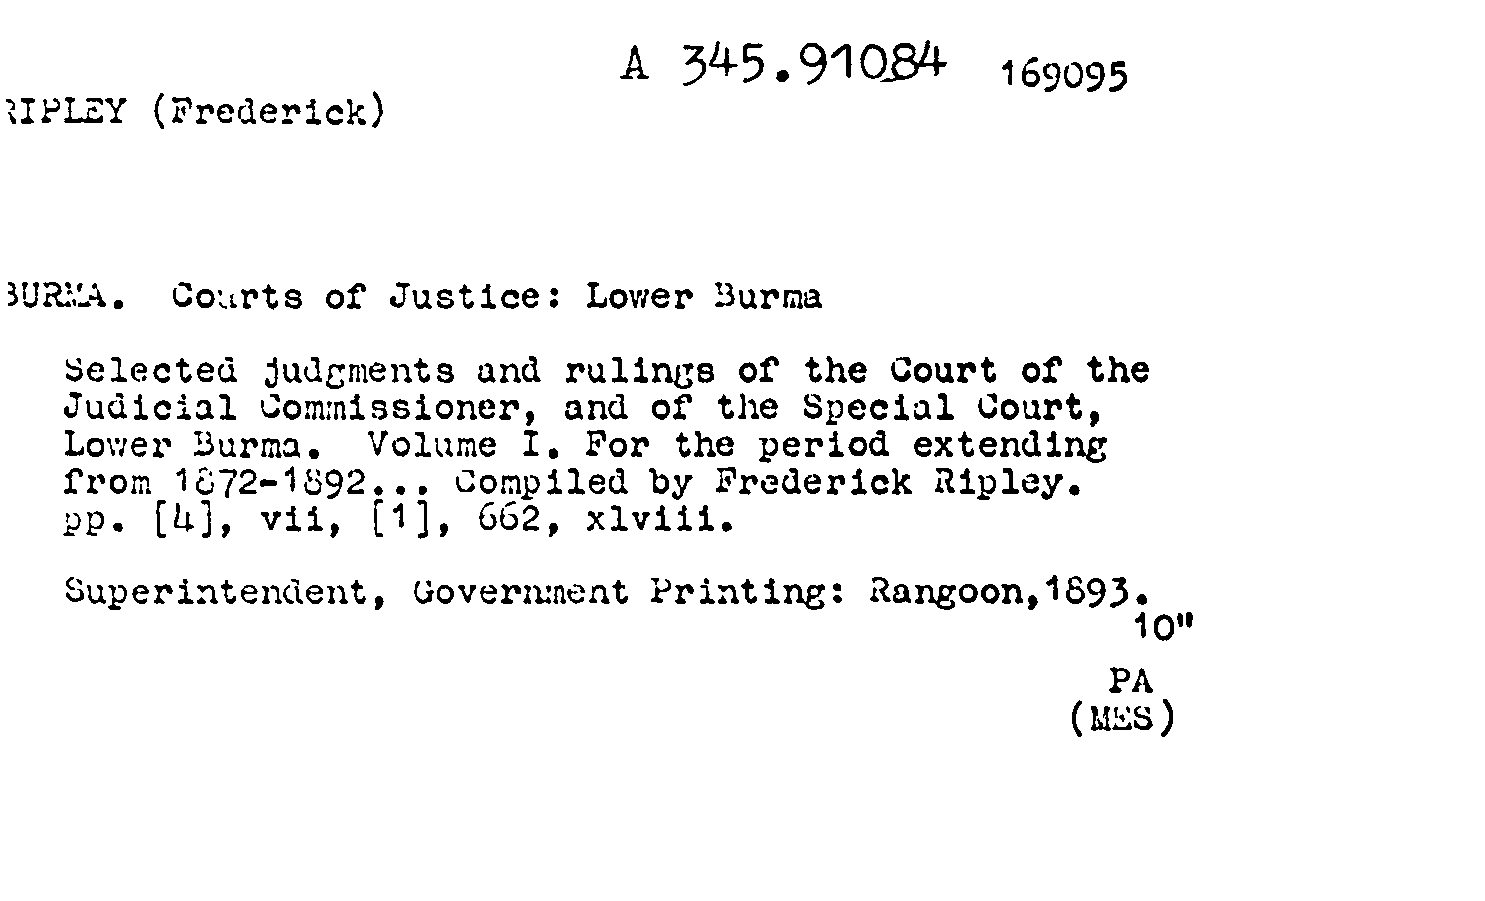 A 345.91084 169095
RIPLEY (Frederick)
BURMA. Courts of Justice: Lower Burma
Selected judgments and rulings of the Court of the
Judicial Commissioner, and of the Special Court,
Lower Burma. Volume I. For the period extending
from 1872-1892... Compiled by Frederick Ripley.
pp. [4], vii, [1], 662, xlviii.
Superintendent, Government Printing: Rangoon,1893.
10"
PA
(MES)